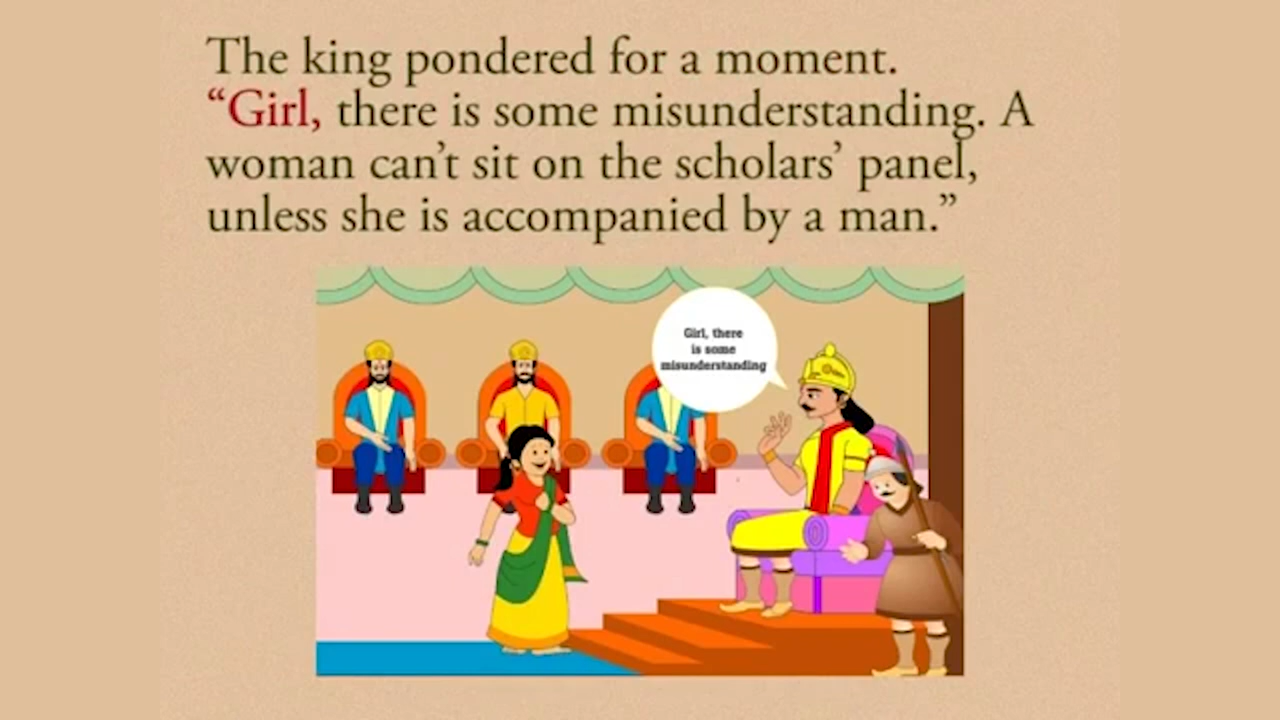 The king pondered for a moment.
“Girl, there is some misunderstanding. A
woman can’t sit on the scholars’ panel,
unless she is accompanied by a man.”
Girl, there
is some
misunderstanding